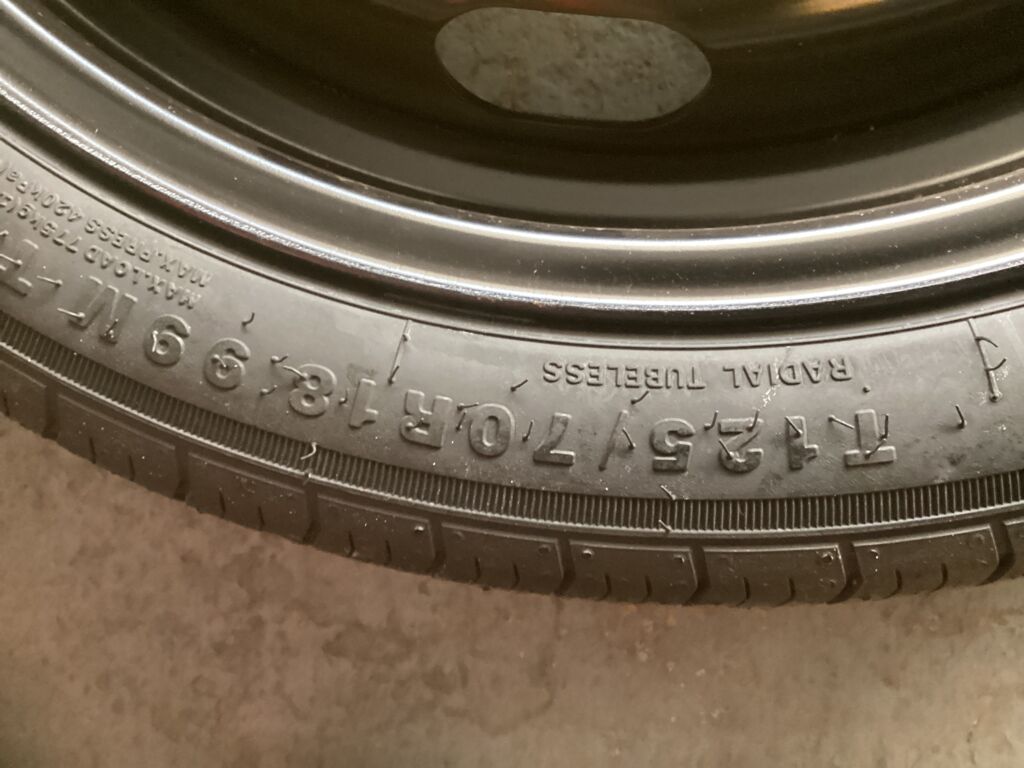 T125/70R18 99M
RADIAL TUBELESS
MAX.LOAD 775kg
MAX.PRESS 420kPa